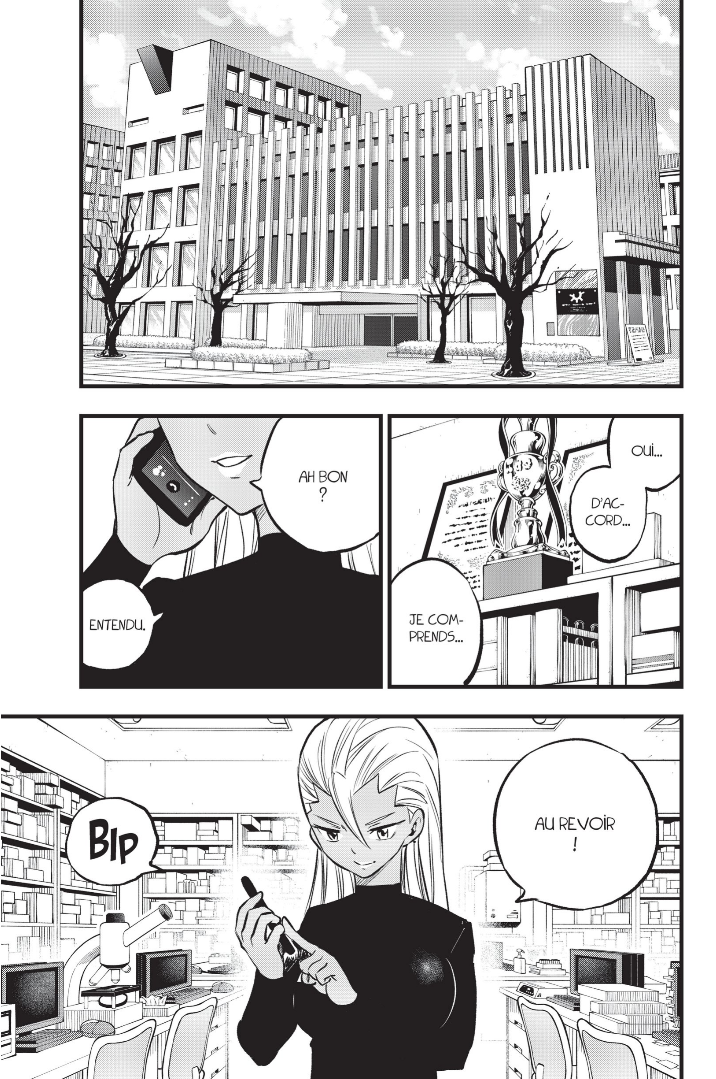 OUI...
D'AC-
CORD...
JE COM-
PRENDS...
AH BON
?
ENTENDU.
AU REVOIR
!
BIP